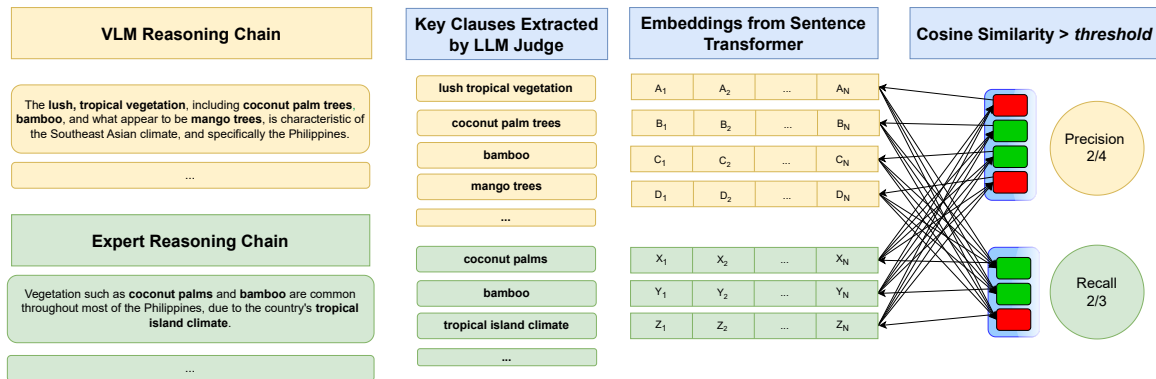 VLM Reasoning Chain
The lush, tropical vegetation, including coconut palm trees,
bamboo, and what appear to be mango trees, is characteristic
of the Southeast Asian climate, and specifically the Philippines.
...
Expert Reasoning Chain
Vegetation such as coconut palms and bamboo are common
throughout most of the Philippines, due to the country's tropical
island climate.
...
Key Clauses Extracted
by LLM Judge
lush tropical vegetation
coconut palm trees
bamboo
mango trees
...
coconut palms
bamboo
tropical island climate
...
Embeddings from Sentence
Transformer
A1 A2 ... AN
B1 B2 ... BN
C1 C2 ... CN
D1 D2 ... DN
X1 X2 ... XN
Y1 Y2 ... YN
Z1 Z2 ... ZN
Cosine Similarity > threshold
Precision
2/4
Recall
2/3